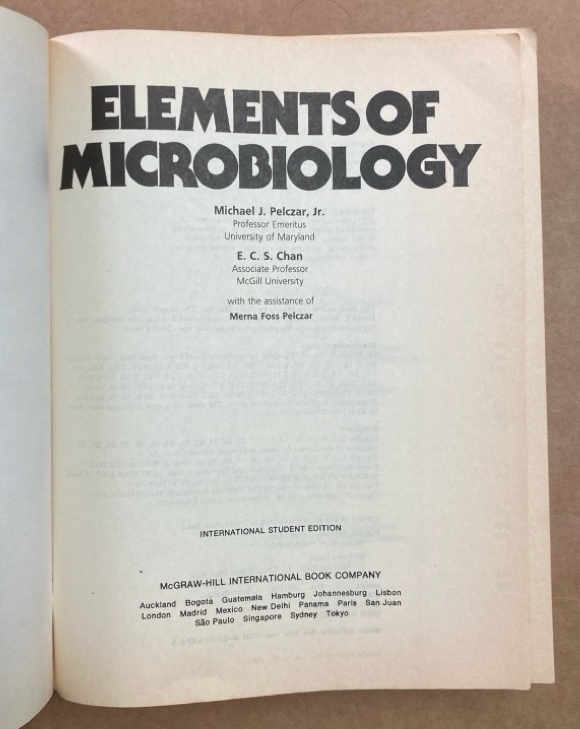 ELEMENTS OF
MICROBIOLOGY
Michael J. Pelczar, Jr.
Professor Emeritus
University of Maryland
E. C. S. Chan
Associate Professor
McGill University
with the assistance of
Merna Foss Pelczar
INTERNATIONAL STUDENT EDITION
McGRAW-HILL INTERNATIONAL BOOK COMPANY
Auckland Bogotá Guatemala Hamburg Johannesburg Lisbon
London Madrid Mexico New Delhi Panama Paris San Juan
São Paulo Singapore Sydney Tokyo